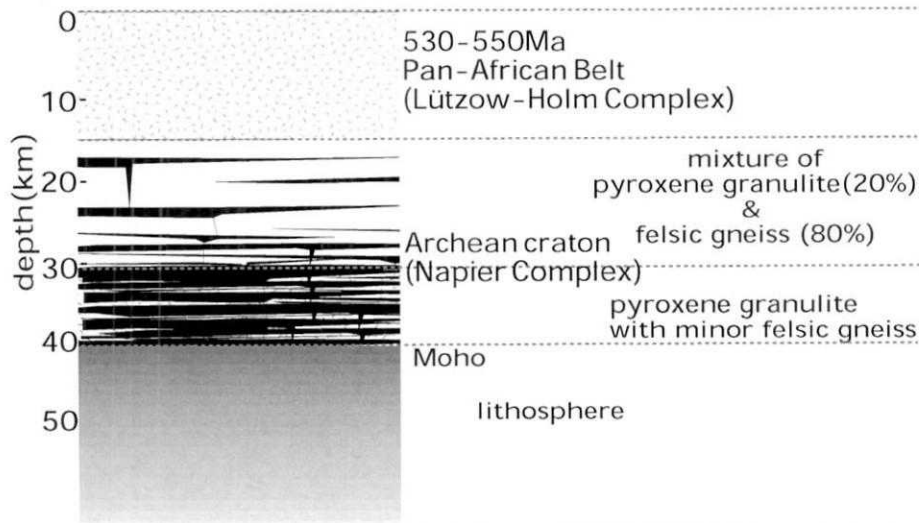 0
10
20
30
40
50
depth(km)
530-550Ma
Pan-African Belt
(Lützow-Holm Complex)
mixture of
pyroxene granulite(20%)
&
felsic gneiss (80%)
Archean craton
(Napier Complex)
pyroxene granulite
with minor felsic gneiss
Moho
lithosphere